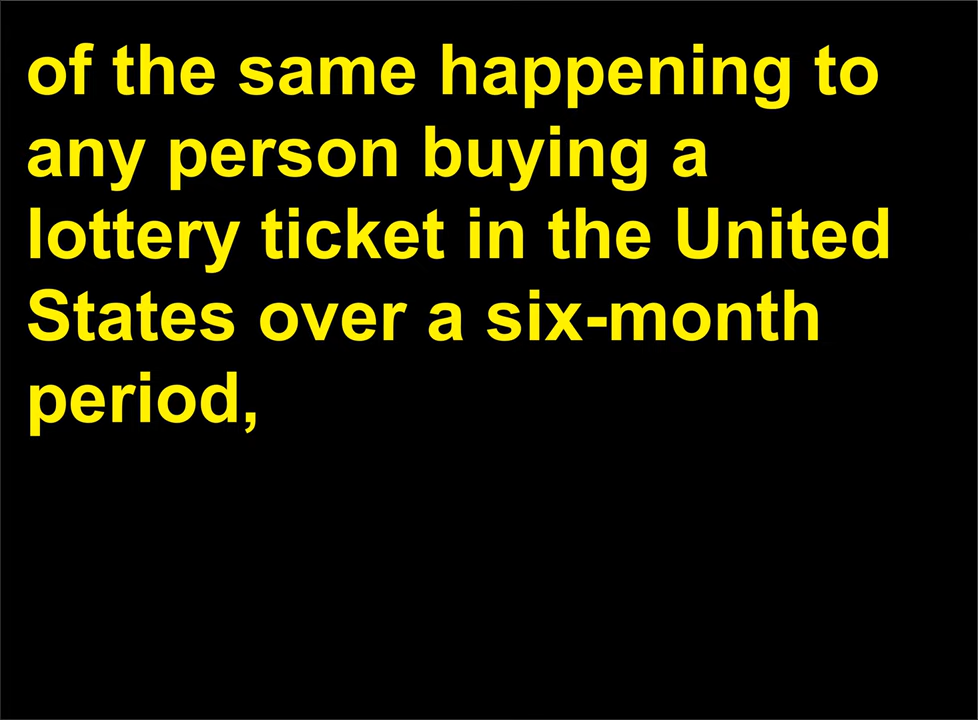 of the same happening to
any person buying a
lottery ticket in the United
States over a six-month
period,